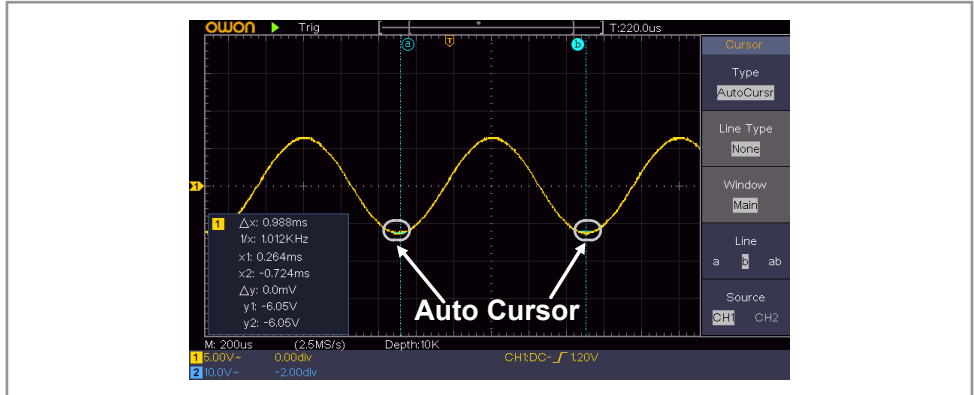 OWON Trig T T:220.0us
a T b
Cursor
Type
AutoCursr
Line Type
None
Window
Main
Line
a b ab
Source
CH1 CH2
1
1 △x: 0.988ms
1/x: 1.012KHz
x1: 0.264ms
x2: -0.724ms
△y: 0.0mV
y1: -6.05V
y2: -6.05V
Auto Cursor
M: 200us (2.5MS/s) Depth:10K
1 5.00V~ 0.00div CH1:DC- 1.20V
2 10.0V~ -2.00div